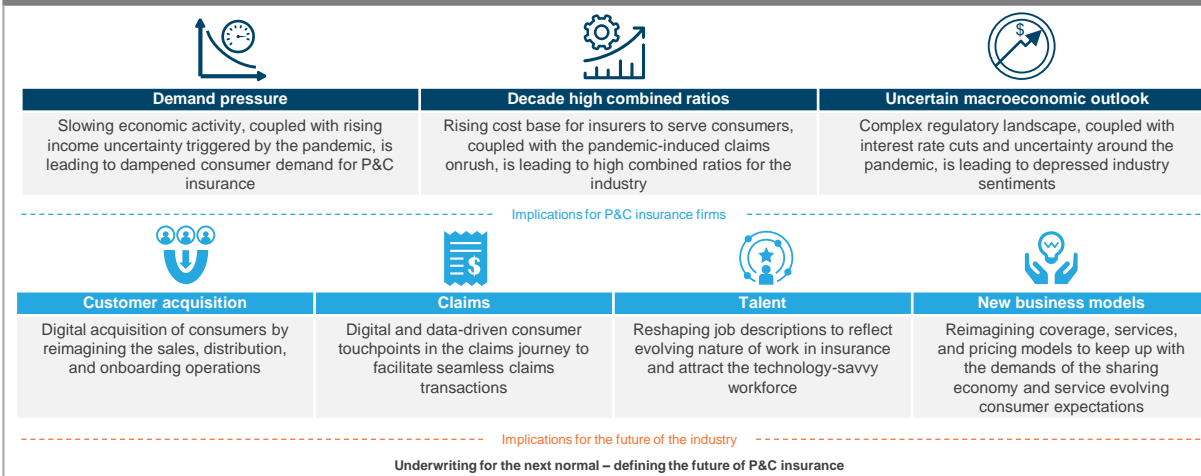 $
Demand pressure
Decade high combined ratios
Uncertain macroeconomic outlook
Slowing economic activity, coupled with rising
income uncertainty triggered by the pandemic, is
leading to dampened consumer demand for P&C
insurance
Rising cost base for insurers to serve consumers,
coupled with the pandemic-induced claims
onrush, is leading to high combined ratios for the
industry
Complex regulatory landscape, coupled with
interest rate cuts and uncertainty around the
pandemic, is leading to depressed industry
sentiments
Implications for P&C insurance firms
$
Customer acquisition
Claims
Talent
New business models
Digital acquisition of consumers by
reimagining the sales, distribution,
and onboarding operations
Digital and data-driven consumer
touchpoints in the claims journey to
facilitate seamless claims
transactions
Reshaping job descriptions to reflect
evolving nature of work in insurance
and attract the technology-savvy
workforce
Reimagining coverage, services,
and pricing models to keep up with
the demands of the sharing
economy and service evolving
consumer expectations
Implications for the future of the industry
Underwriting for the next normal – defining the future of P&C insurance